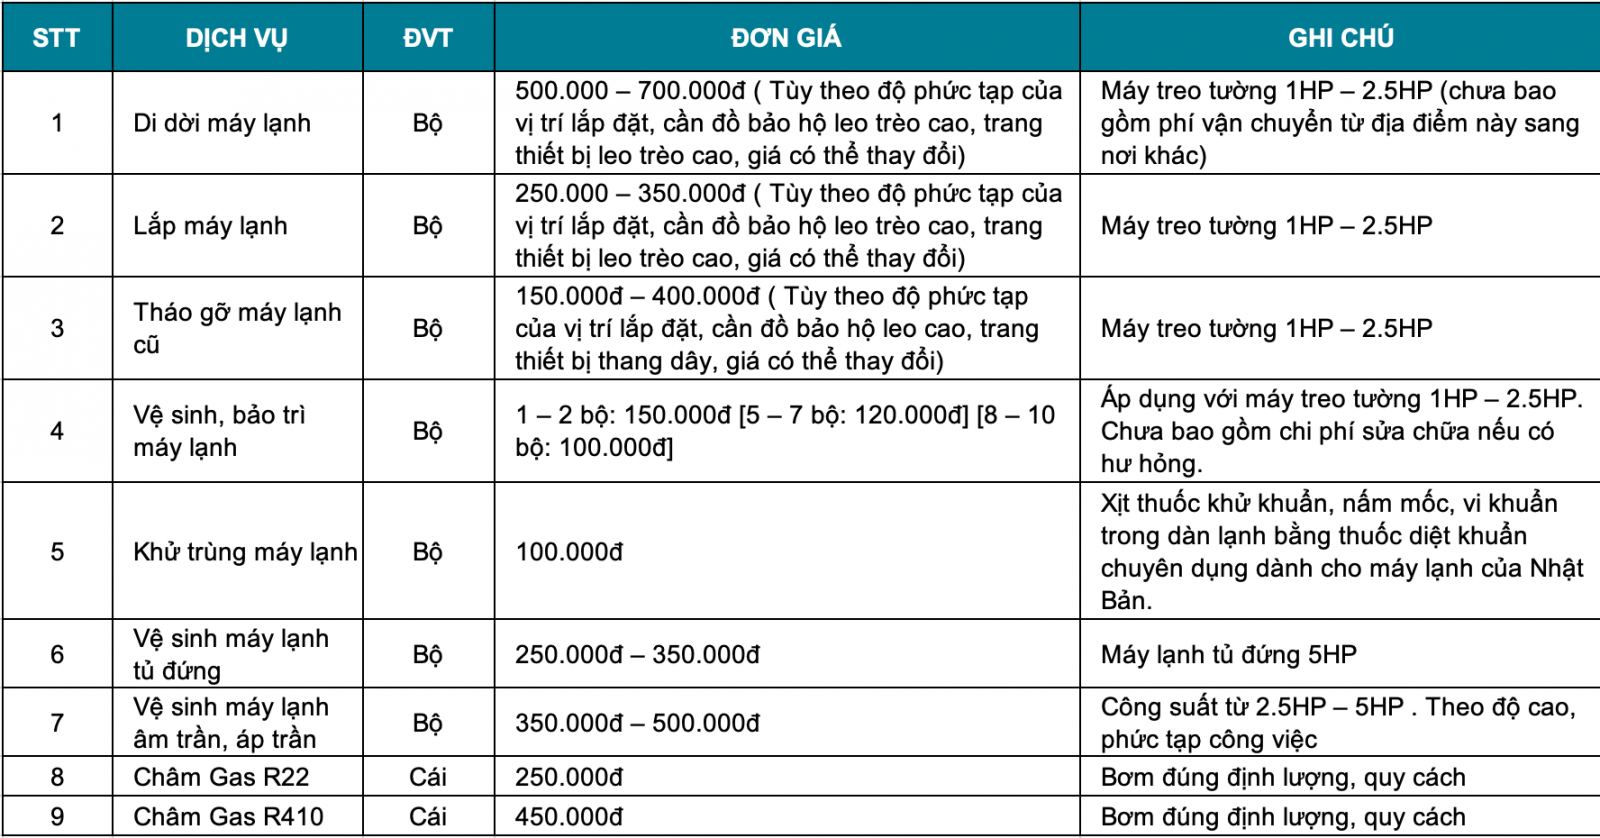 STT DỊCH VỤ ĐVT ĐƠN GIÁ GHI CHÚ
1
Di dời máy lạnh
Bộ
500.000 – 700.000đ ( Tùy theo độ phức tạp của
vị trí lắp đặt, cần đồ bảo hộ leo trèo cao, trang
thiết bị leo trèo cao, giá có thể thay đổi)
Máy treo tường 1HP – 2.5HP (chưa bao
gồm phí vận chuyển từ địa điểm này sang
nơi khác)
2
Lắp máy lạnh
Bộ
250.000 – 350.000đ ( Tùy theo độ phức tạp của
vị trí lắp đặt, cần đồ bảo hộ leo trèo cao, trang
thiết bị leo trèo cao, giá có thể thay đổi)
Máy treo tường 1HP – 2.5HP
3
Tháo gỡ máy lạnh
cũ
Bộ
150.000đ – 400.000đ ( Tùy theo độ phức tạp
của vị trí lắp đặt, cần đồ bảo hộ leo cao, trang
thiết bị thang dây, giá có thể thay đổi)
Máy treo tường 1HP – 2.5HP
4
Vệ sinh, bảo trì
máy lạnh
Bộ
1 – 2 bộ: 150.000đ [5 – 7 bộ: 120.000đ] [8 – 10
bộ: 100.000đ]
Áp dụng với máy treo tường 1HP – 2.5HP.
Chưa bao gồm chi phí sửa chữa nếu có
hư hỏng.
5
Khử trùng máy lạnh
Bộ
100.000đ
Xịt thuốc khử khuẩn, nấm mốc, vi khuẩn
trong dàn lạnh bằng thuốc diệt khuẩn
chuyên dụng dành cho máy lạnh của Nhật
Bản.
6
Vệ sinh máy lạnh
tủ đứng
Bộ
250.000đ – 350.000đ
Máy lạnh tủ đứng 5HP
7
Vệ sinh máy lạnh
âm trần, áp trần
Bộ
350.000đ – 500.000đ
Công suất từ 2.5HP – 5HP . Theo độ cao,
phức tạp công việc
8
Châm Gas R22
Cái
250.000đ
Bơm đúng định lượng, quy cách
9
Châm Gas R410
Cái
450.000đ
Bơm đúng định lượng, quy cách